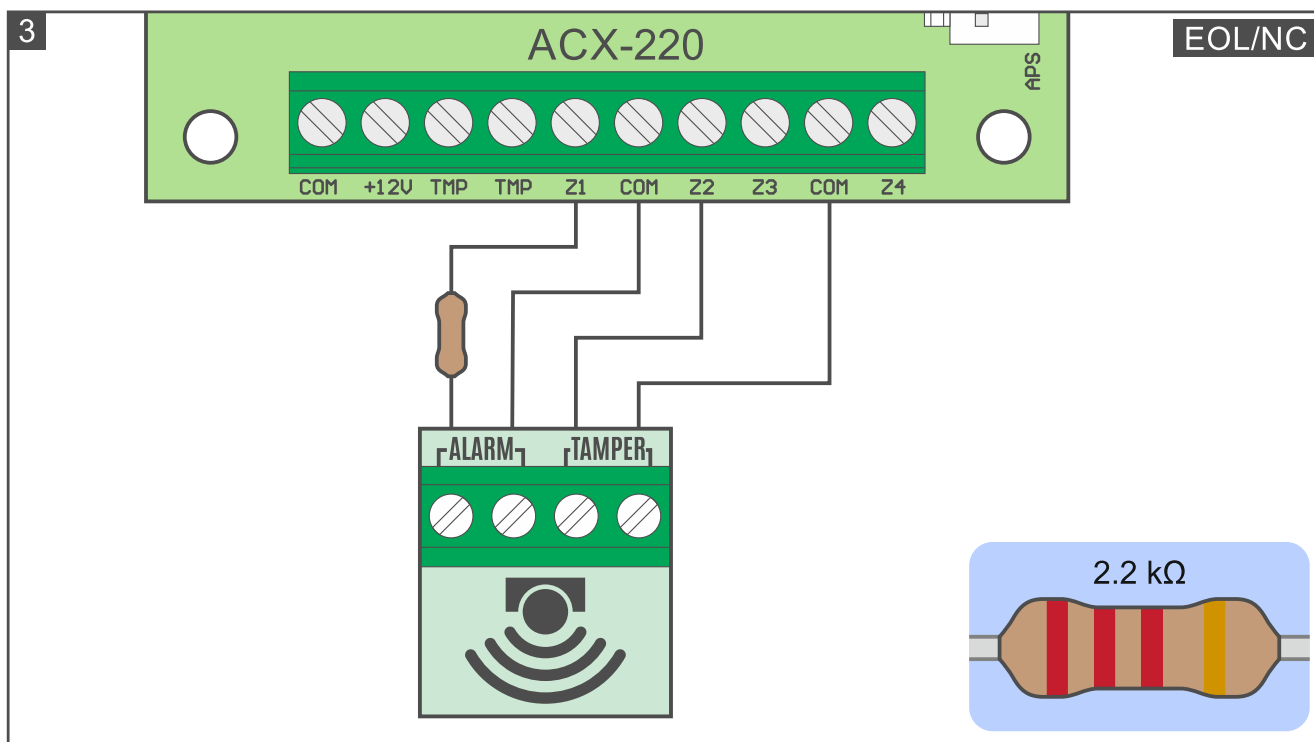 3
EOL/NC
ACX-220
APS
COM +12V TMP TMP Z1 COM Z2 Z3 COM Z4
ALARM TAMPER
2.2 kΩ